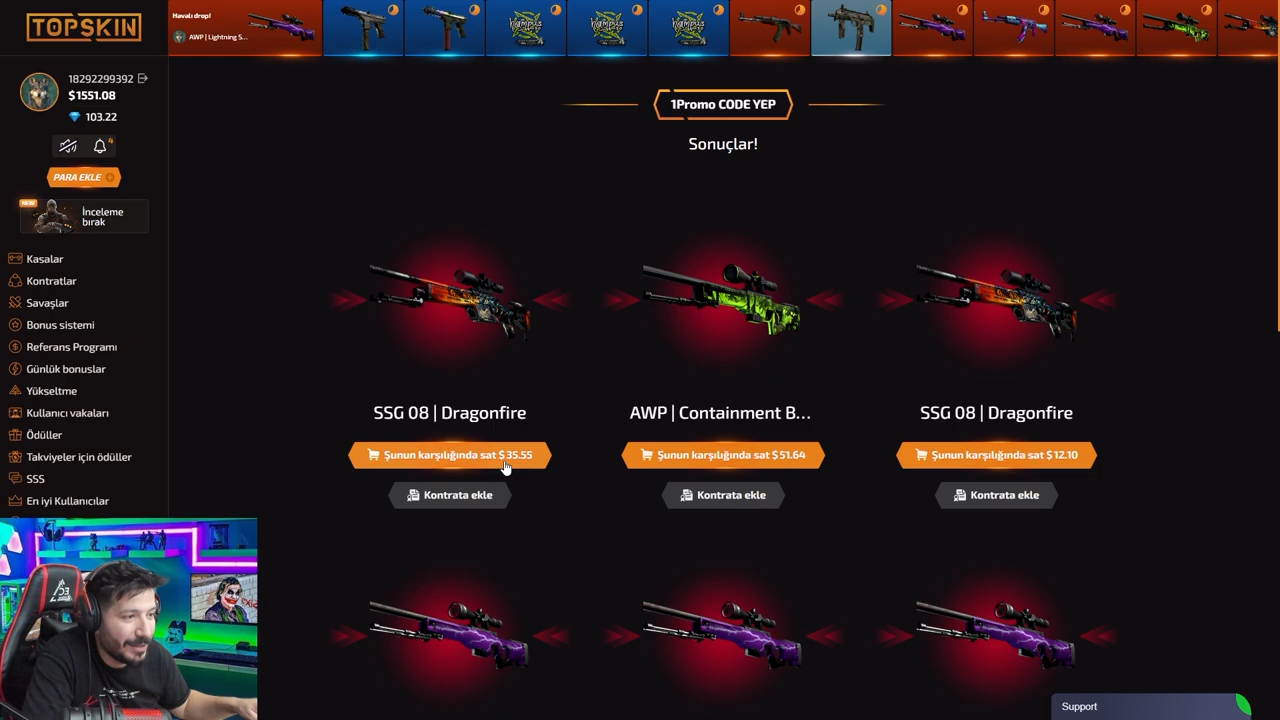 TOPSKIN
Havalı drop!
AWP | Lightning S...
18292299392
$1551.08
103.22
4
PARA EKLE
NEW
İnceleme
bırak
Kasalar
Kontratlar
Savaşlar
Bonus sistemi
Referans Programı
Günlük bonuslar
Yükseltme
Kullanıcı vakaları
Ödüller
Takviyeler için ödüller
SSS
En iyi Kullanıcılar
1Promo CODE YEP
Sonuçlar!
SSG 08 | Dragonfire
Şunun karşılığında sat $35.55
Kontrata ekle
AWP | Containment B...
Şunun karşılığında sat $51.64
Kontrata ekle
SSG 08 | Dragonfire
Şunun karşılığında sat $12.10
Kontrata ekle
Support